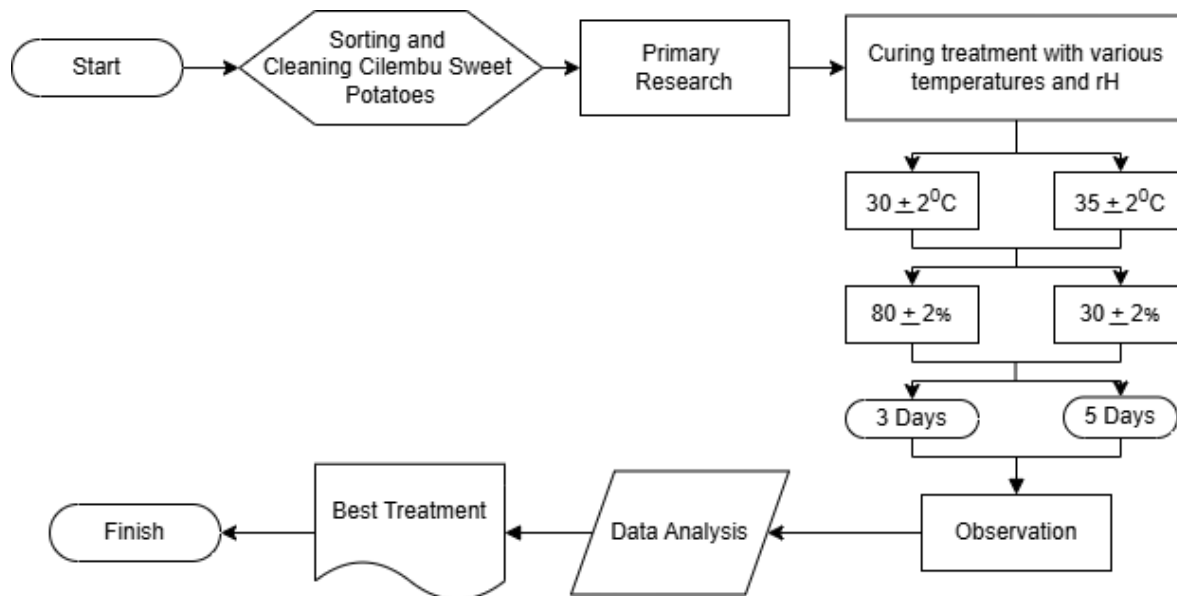 Start
Sorting and
Cleaning Cilembu Sweet
Potatoes
Primary
Research
Curing treatment with various
temperatures and rH
30 ± 2⁰C
35 ± 2⁰C
80 ± 2%
30 ± 2%
3 Days
5 Days
Observation
Data Analysis
Best Treatment
Finish